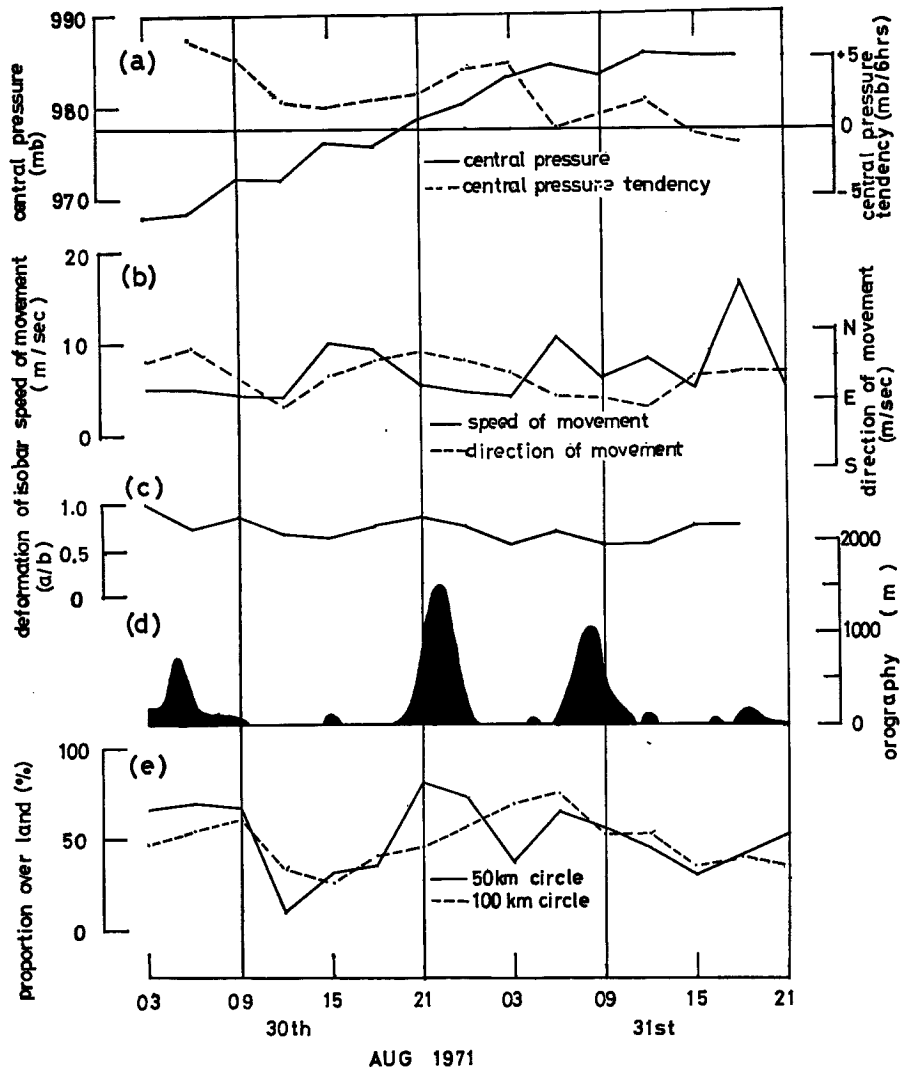 990
980
970
central pressure
(mb)
(a)
+5
0
-5
central pressure
tendency (mb/6hrs)
central pressure
central pressure tendency
20
10
0
speed of movement
(m/sec)
(b)
N
E
S
direction of movement
(m/sec)
speed of movement
direction of movement
(c)
1.0
0.5
0
deformation of isobar
(a/b)
2000
1000
0
orography (m)
(d)
100
50
0
proportion over land (%)
(e)
50km circle
100 km circle
03 09 15 21 03 09 15 21
30th 31st
AUG 1971